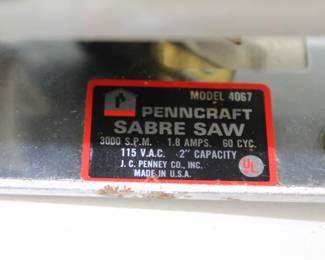 MODEL 4067
PENNCRAFT
SABRE SAW
3000 S.P.M. 1.8 AMPS. 60 CYC.
115 V.A.C. 2" CAPACITY
J. C. PENNEY CO., INC.
MADE IN U.S.A.
UL